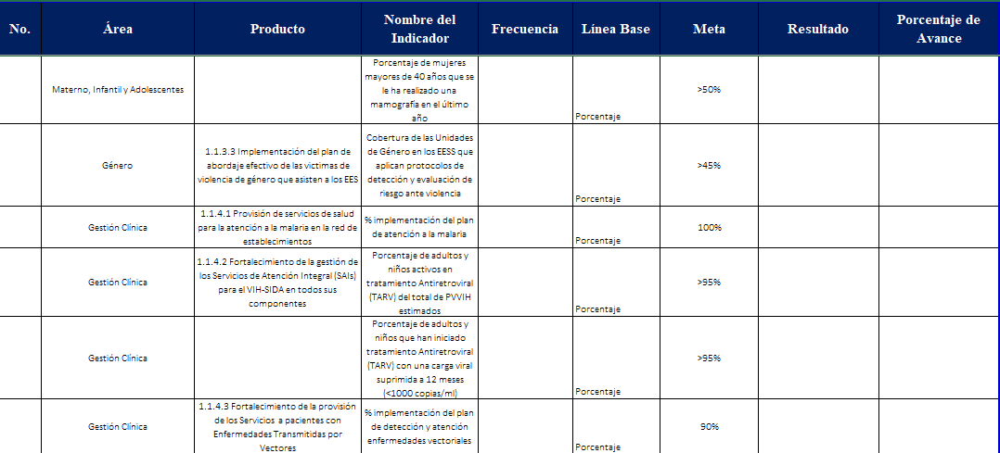 No.
Área
Producto
Nombre del
Indicador
Frecuencia
Línea Base
Meta
Resultado
Porcentaje de
Avance
Materno, Infantil y Adolescentes
Porcentaje de mujeres
mayores de 40 años que se
le ha realizado una
mamografía en el último
año
Porcentaje
>50%
Género
1.1.3.3 Implementación del plan de
abordaje efectivo de las victimas de
violencia de género que asisten a los EES
Cobertura de las Unidades
de Género en los EESS que
aplican protocolos de
detección y evaluación de
riesgo ante violencia
Porcentaje
>45%
Gestión Clínica
1.1.4.1 Provisión de servicios de salud
para la atención a la malaria en la red de
establecimientos
% implementación del plan
de atención a la malaria
Porcentaje
100%
Gestión Clínica
1.1.4.2 Fortalecimiento de la gestión de
los Servicios de Atención Integral (SAIs)
para el VIH-SIDA en todos sus
componentes
Porcentaje de adultos y
niños activos en
tratamiento Antiretroviral
(TARV) del total de PVVIH
estimados
Porcentaje
>95%
Gestión Clínica
Porcentaje de adultos y
niños que han iniciado
tratamiento Antiretroviral
(TARV) con una carga viral
suprimida a 12 meses
(<1000 copias/ml)
Porcentaje
>95%
Gestión Clínica
1.1.4.3 Fortalecimiento de la provisión
de los Servicios a pacientes con
Enfermedades Transmitidas por
Vectores
% implementación del plan
de detección y atención
enfermedades vectoriales
Porcentaje
90%